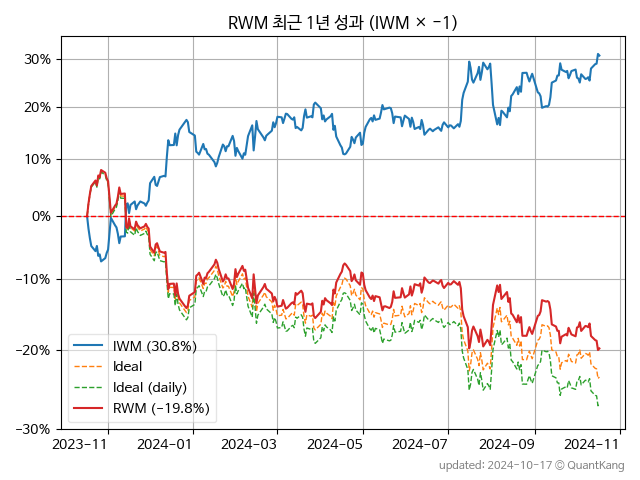 RWM 최근 1년 성과 (IWM × −1)
30%
20%
10%
0%
−10%
−20%
−30%
IWM (30.8%)
Ideal
Ideal (daily)
RWM (−19.8%)
2023−11
2024−01
2024−03
2024−05
2024−07
2024−09
2024−11
updated: 2024-10-17 © QuantKang